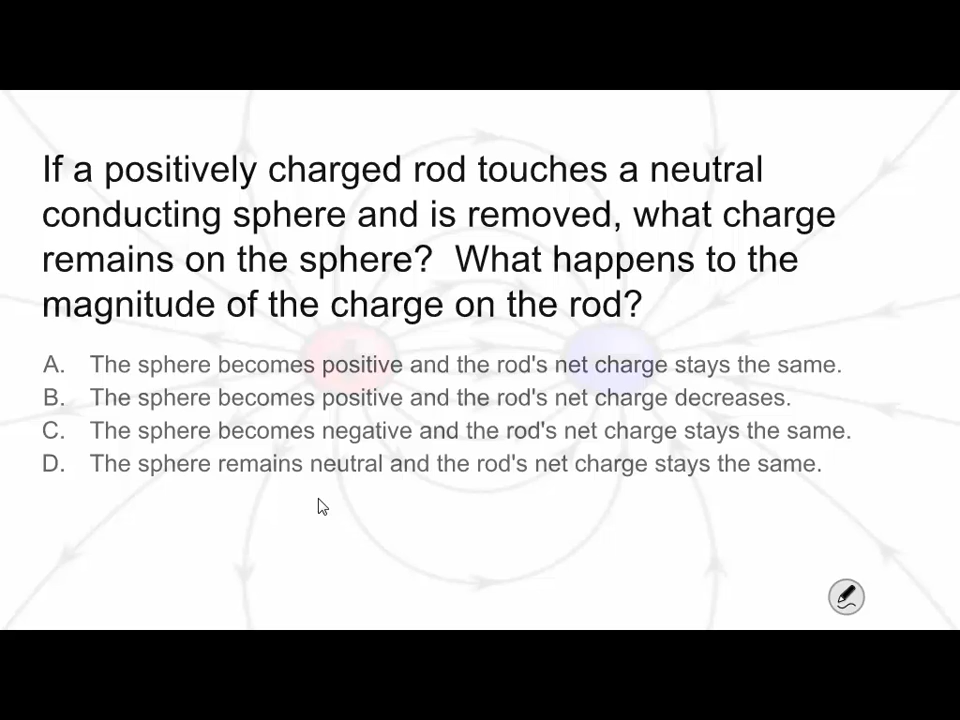 If a positively charged rod touches a neutral
conducting sphere and is removed, what charge
remains on the sphere?  What happens to the
magnitude of the charge on the rod?
A. The sphere becomes positive and the rod's net charge stays the same.
B. The sphere becomes positive and the rod's net charge decreases.
C. The sphere becomes negative and the rod's net charge stays the same.
D. The sphere remains neutral and the rod's net charge stays the same.